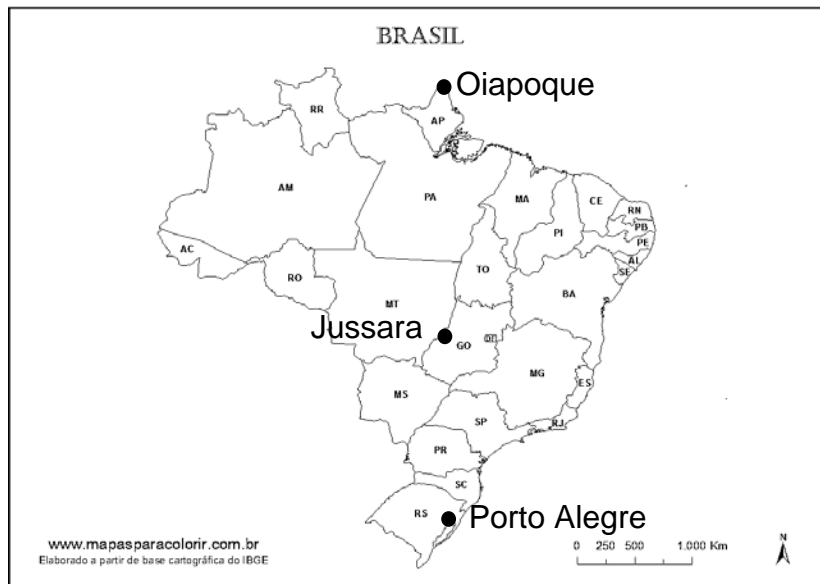 BRASIL
Oiapoque
RR
AP
AM
PA
MA
CE
RN
PB
PE
AL
SE
PI
AC
RO
TO
BA
MT
Jussara
GO
DF
MG
ES
MS
SP
RJ
PR
SC
RS
Porto Alegre
www.mapasparacolorir.com.br
Elaborado a partir de base cartográfica do IBGE
0 250 500 1.000 Km
N